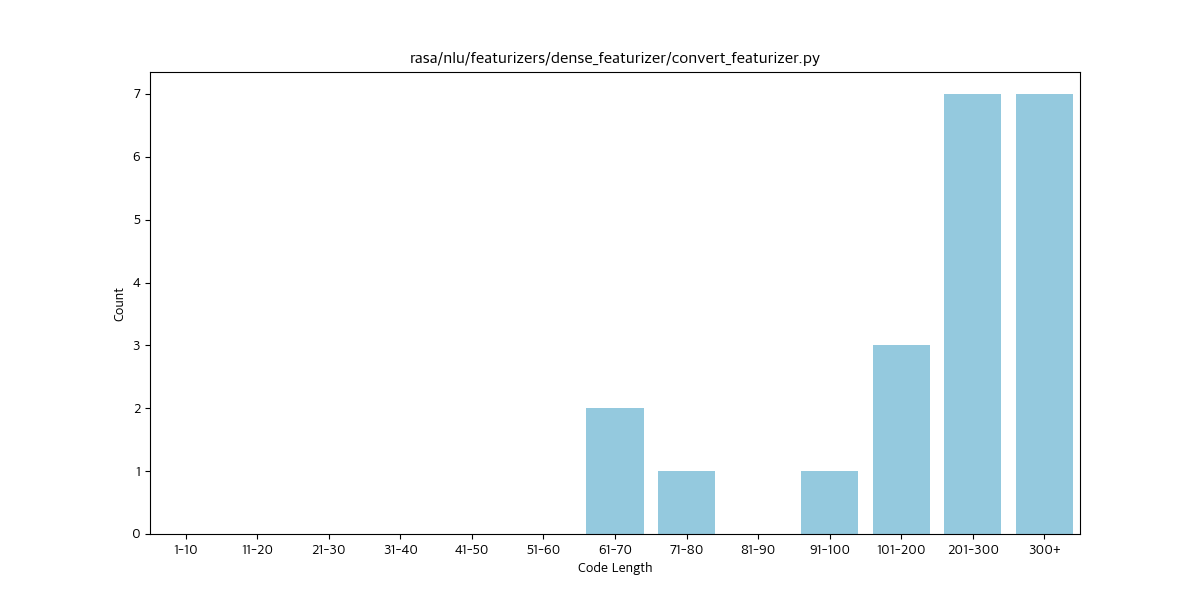 rasa/nlu/featurizers/dense_featurizer/convert_featurizer.py
7
6
5
4
3
2
1
0
Count
1-10 11-20 21-30 31-40 41-50 51-60 61-70 71-80 81-90 91-100 101-200 201-300 300+
Code Length